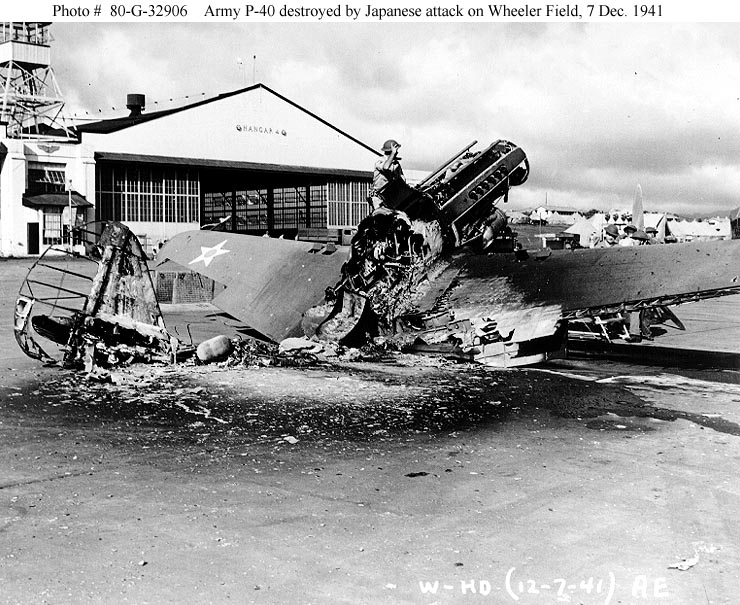 Photo # 80-G-32906 Army P-40 destroyed by Japanese attack on Wheeler Field, 7 Dec. 1941
HANGAR 4
W-HD (12-7-41) AE